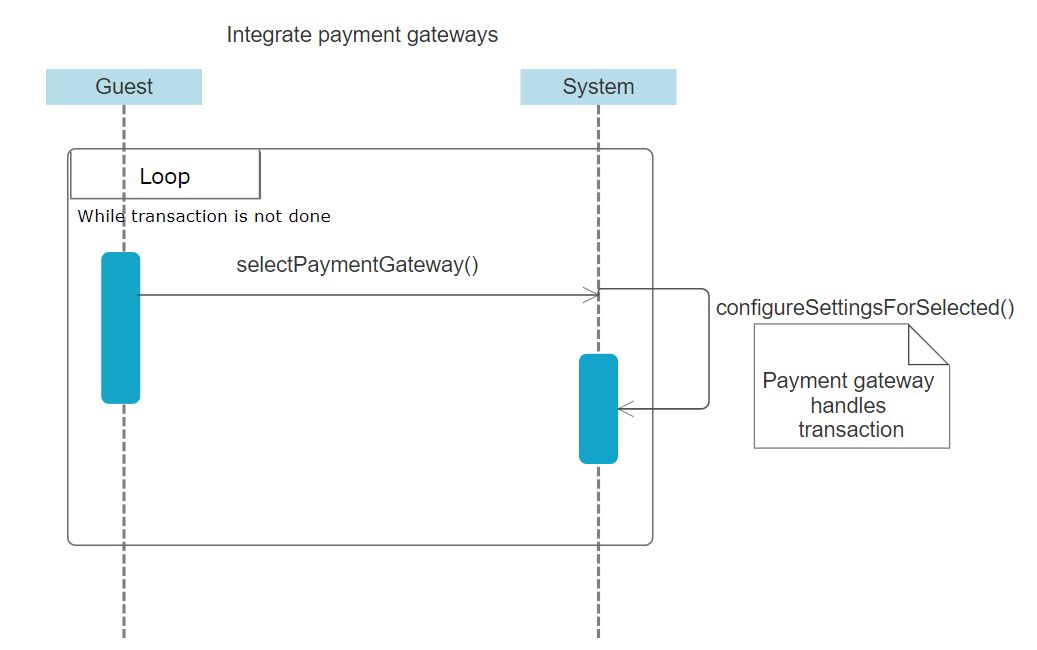 Integrate payment gateways
Guest
System
Loop
While transaction is not done
selectPaymentGateway()
configureSettingsForSelected()
Payment gateway
handles
transaction